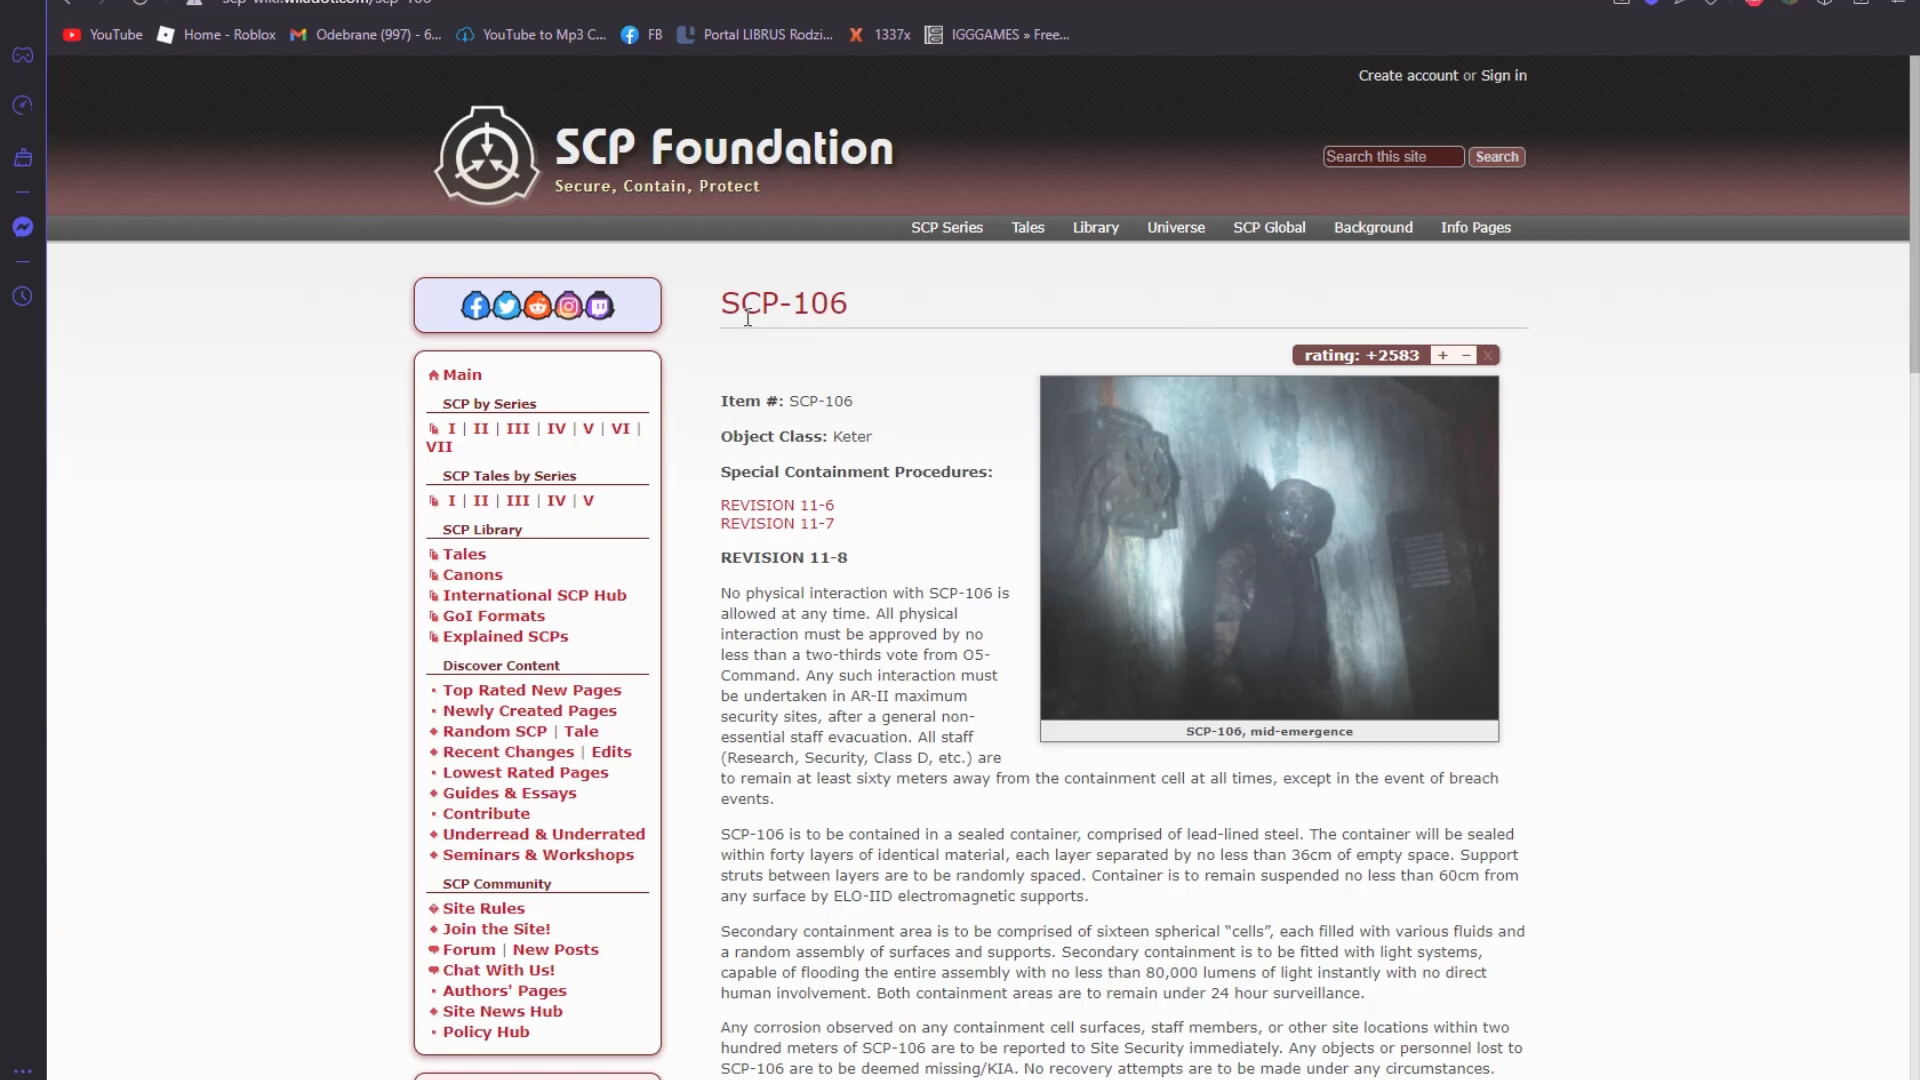 YouTube Home - Roblox Odebrane (997) - 6... YouTube to Mp3 C... FB Portal LIBRUS Rodzi... 1337x IGGGAMES » Free...
Create account or Sign in
SCP Foundation
Search this site Search
Secure, Contain, Protect
SCP Series Tales Library Universe SCP Global Background Info Pages
SCP-106
rating: +2583 + − X
Main
SCP by Series
I | II | III | IV | V | VI |
VII
SCP Tales by Series
I | II | III | IV | V
SCP Library
Tales
Canons
International SCP Hub
GoI Formats
Explained SCPs
Discover Content
Top Rated New Pages
Newly Created Pages
Random SCP | Tale
Recent Changes | Edits
Lowest Rated Pages
Guides & Essays
Contribute
Underread & Underrated
Seminars & Workshops
SCP Community
Site Rules
Join the Site!
Forum | New Posts
Chat With Us!
Authors' Pages
Site News Hub
Policy Hub
Item #: SCP-106
Object Class: Keter
Special Containment Procedures:
REVISION 11-6
REVISION 11-7
REVISION 11-8
No physical interaction with SCP-106 is
allowed at any time. All physical
interaction must be approved by no
less than a two-thirds vote from O5-
Command. Any such interaction must
be undertaken in AR-II maximum
security sites, after a general non-
essential staff evacuation. All staff
(Research, Security, Class D, etc.) are
to remain at least sixty meters away from the containment cell at all times, except in the event of breach
events.
SCP-106, mid-emergence
SCP-106 is to be contained in a sealed container, comprised of lead-lined steel. The container will be sealed
within forty layers of identical material, each layer separated by no less than 36cm of empty space. Support
struts between layers are to be randomly spaced. Container is to remain suspended no less than 60cm from
any surface by ELO-IID electromagnetic supports.
Secondary containment area is to be comprised of sixteen spherical “cells”, each filled with various fluids and
a random assembly of surfaces and supports. Secondary containment is to be fitted with light systems,
capable of flooding the entire assembly with no less than 80,000 lumens of light instantly with no direct
human involvement. Both containment areas are to remain under 24 hour surveillance.
Any corrosion observed on any containment cell surfaces, staff members, or other site locations within two
hundred meters of SCP-106 are to be reported to Site Security immediately. Any objects or personnel lost to
SCP-106 are to be deemed missing/KIA. No recovery attempts are to be made under any circumstances.